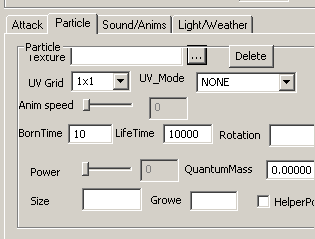 Attack Particle Sound/Anims Light/Weather
Particle
Texture ... Delete
UV Grid 1x1 UV_Mode NONE
Anim speed 0
BornTime 10 LifeTime 10000 Rotation
Power 0 QuantumMass 0.00000
Size Growe HelperPo